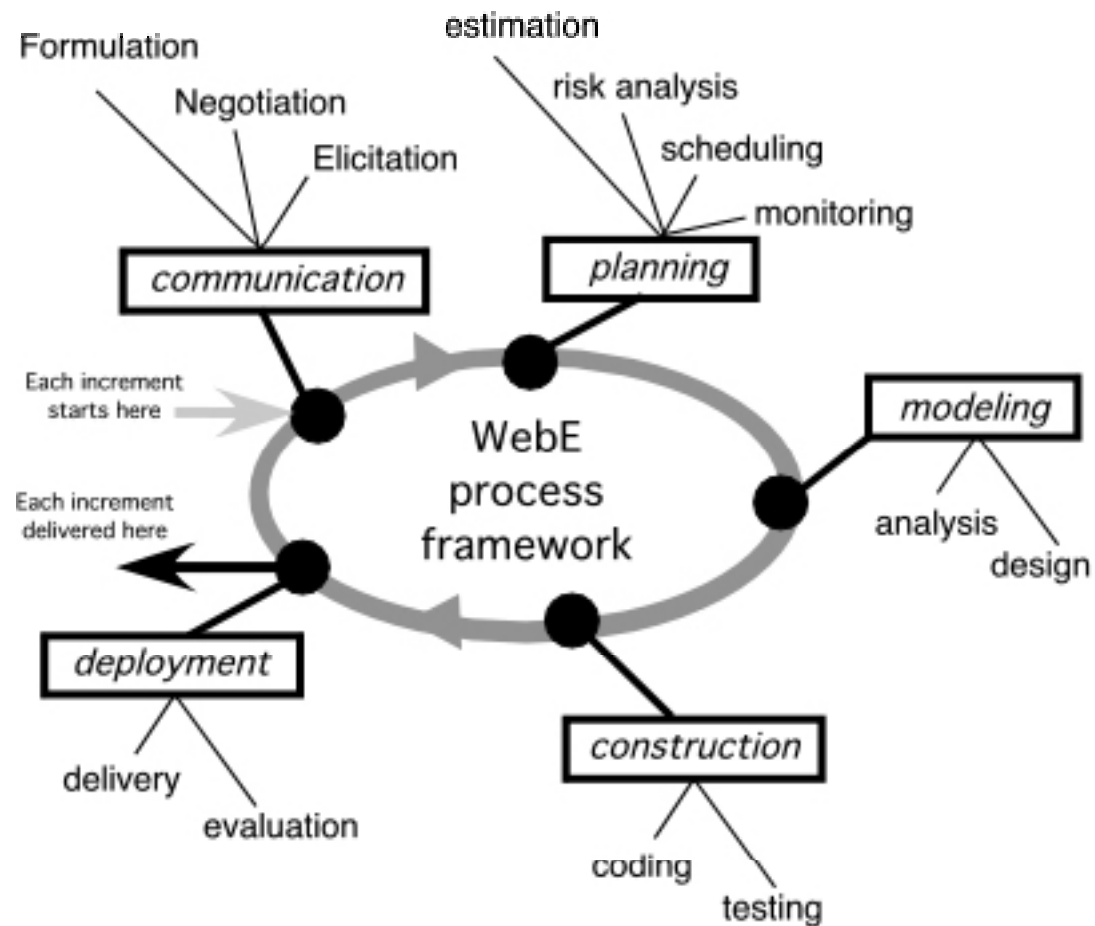 Formulation
Negotiation
Elicitation
communication
estimation
risk analysis
scheduling
monitoring
planning
Each increment
starts here
WebE
process
framework
modeling
analysis
design
Each increment
delivered here
deployment
delivery
evaluation
construction
coding
testing